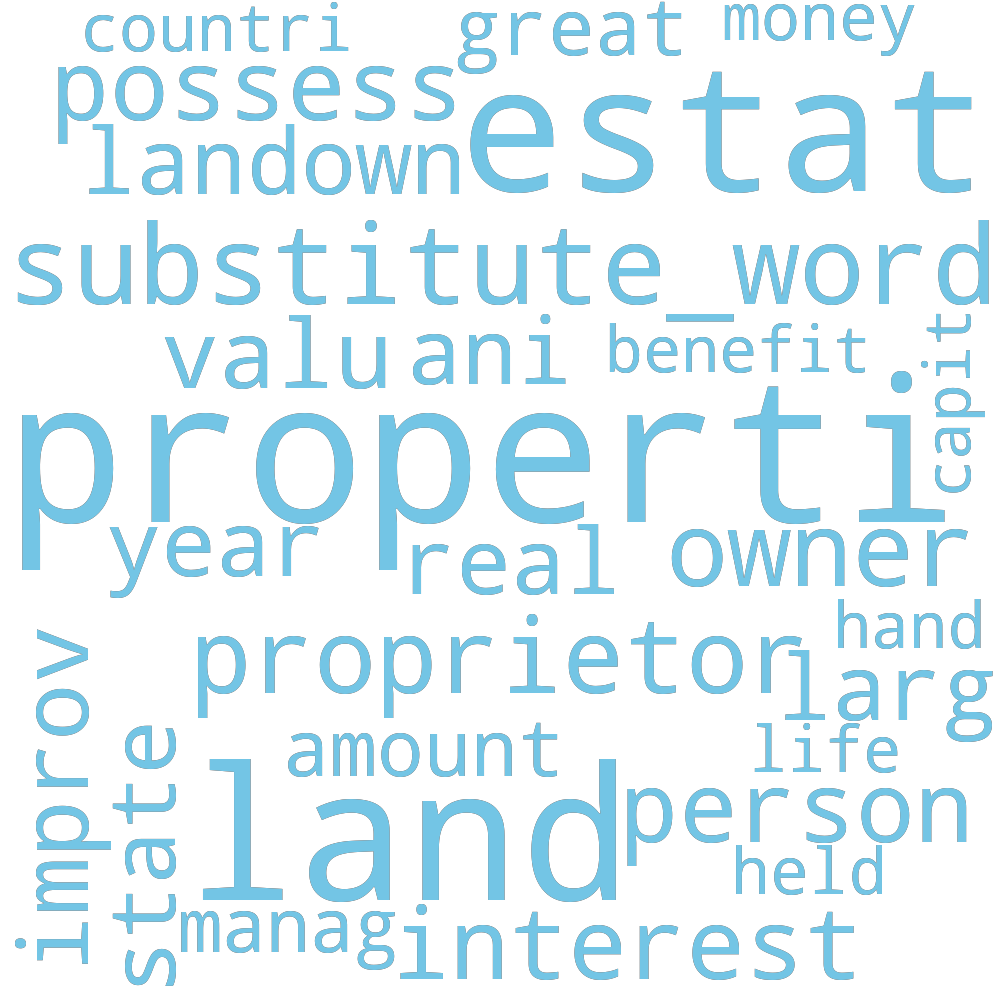 countri
great
money
possess
estat
landown
substitute_word
valu
ani
benefit
capit
properti
year
real
owner
hand
proprietor
larg
improv
state
amount
life
land
person
held
manag
interest